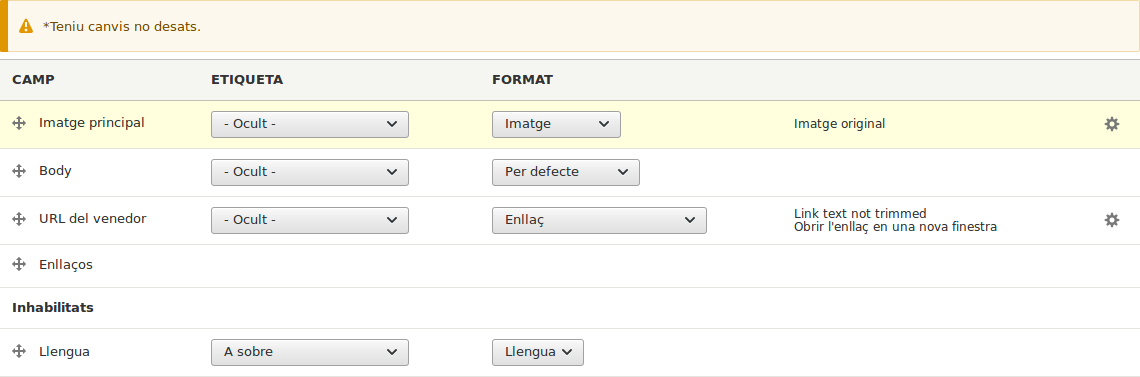 *Teniu canvis no desats.
CAMP ETIQUETA FORMAT
Imatge principal - Ocult - Imatge Imatge original
Body - Ocult - Per defecte
URL del venedor - Ocult - Enllaç Link text not trimmed
Obrir l'enllaç en una nova finestra
Enllaços
Inhabilitats
Llengua A sobre Llengua